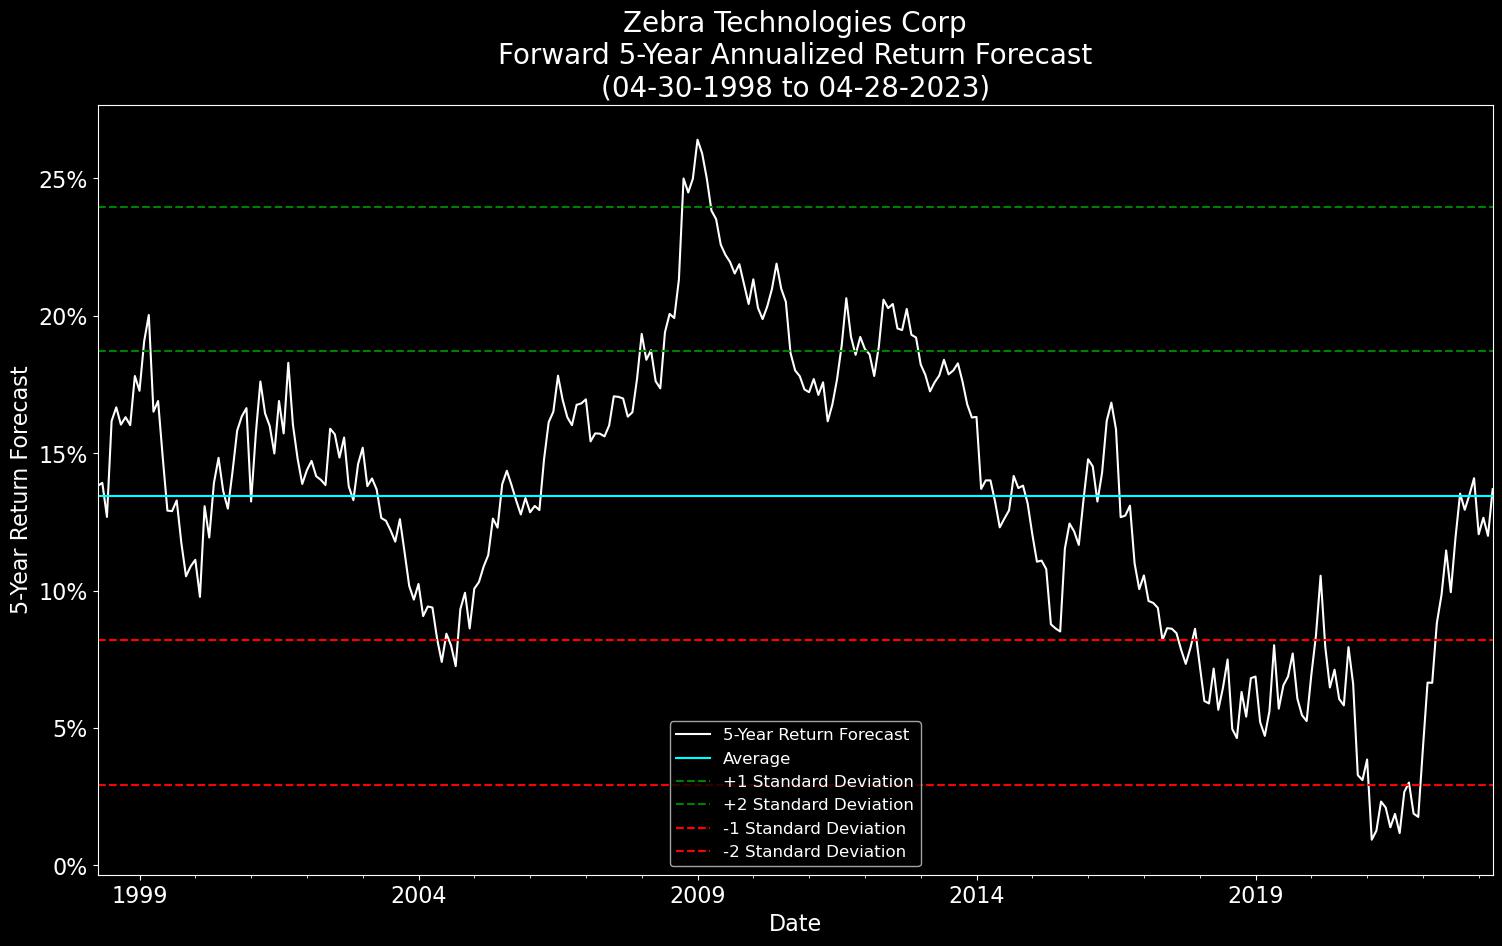 Zebra Technologies Corp
Forward 5-Year Annualized Return Forecast
(04-30-1998 to 04-28-2023)
5-Year Return Forecast
25%
20%
15%
10%
5%
0%
5-Year Return Forecast
Average
+1 Standard Deviation
+2 Standard Deviation
-1 Standard Deviation
-2 Standard Deviation
1999
2004
2009
2014
2019
Date